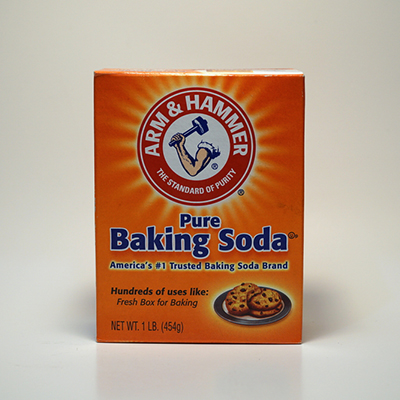 ARM & HAMMER
®
THE STANDARD OF PURITY
®
Pure
Baking Soda®
America's #1 Trusted Baking Soda Brand
Hundreds of uses like:
Fresh Box for Baking
NET WT. 1 LB. (454g)